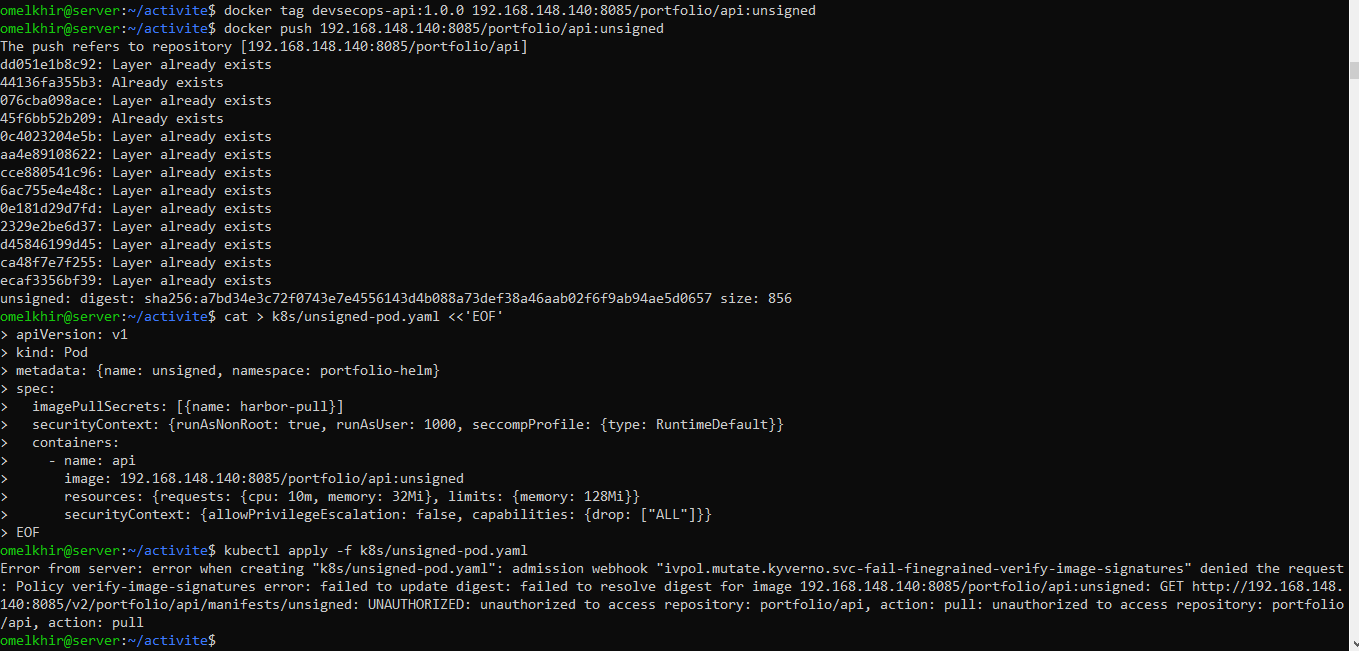 omelkhir@server:~/activite$ docker tag devsecops-api:1.0.0 192.168.148.140:8085/portfolio/api:unsigned
omelkhir@server:~/activite$ docker push 192.168.148.140:8085/portfolio/api:unsigned
The push refers to repository [192.168.148.140:8085/portfolio/api]
dd051e1b8c92: Layer already exists
44136fa355b3: Already exists
076cba098ace: Layer already exists
45f6bb52b209: Already exists
0c4023204e5b: Layer already exists
aa4e89108622: Layer already exists
cce880541c96: Layer already exists
6ac755e4e48c: Layer already exists
0e181d29d7fd: Layer already exists
2329e2be6d37: Layer already exists
d45846199d45: Layer already exists
ca48f7e7f255: Layer already exists
ecaf3356bf39: Layer already exists
unsigned: digest: sha256:a7bd34e3c72f0743e7e4556143d4b088a73def38a46aab02f6f9ab94ae5d0657 size: 856
omelkhir@server:~/activite$ cat > k8s/unsigned-pod.yaml <<'EOF'
> apiVersion: v1
> kind: Pod
> metadata: {name: unsigned, namespace: portfolio-helm}
> spec:
>   imagePullSecrets: [{name: harbor-pull}]
>   securityContext: {runAsNonRoot: true, runAsUser: 1000, seccompProfile: {type: RuntimeDefault}}
>   containers:
>     - name: api
>       image: 192.168.148.140:8085/portfolio/api:unsigned
>       resources: {requests: {cpu: 10m, memory: 32Mi}, limits: {memory: 128Mi}}
>       securityContext: {allowPrivilegeEscalation: false, capabilities: {drop: ["ALL"]}}
> EOF
omelkhir@server:~/activite$ kubectl apply -f k8s/unsigned-pod.yaml
Error from server: error when creating "k8s/unsigned-pod.yaml": admission webhook "ivpol.mutate.kyverno.svc-fail-finegrained-verify-image-signatures" denied the request
: Policy verify-image-signatures error: failed to update digest: failed to resolve digest for image 192.168.148.140:8085/portfolio/api:unsigned: GET http://192.168.148.
140:8085/v2/portfolio/api/manifests/unsigned: UNAUTHORIZED: unauthorized to access repository: portfolio/api, action: pull: unauthorized to access repository: portfolio
/api, action: pull
omelkhir@server:~/activite$